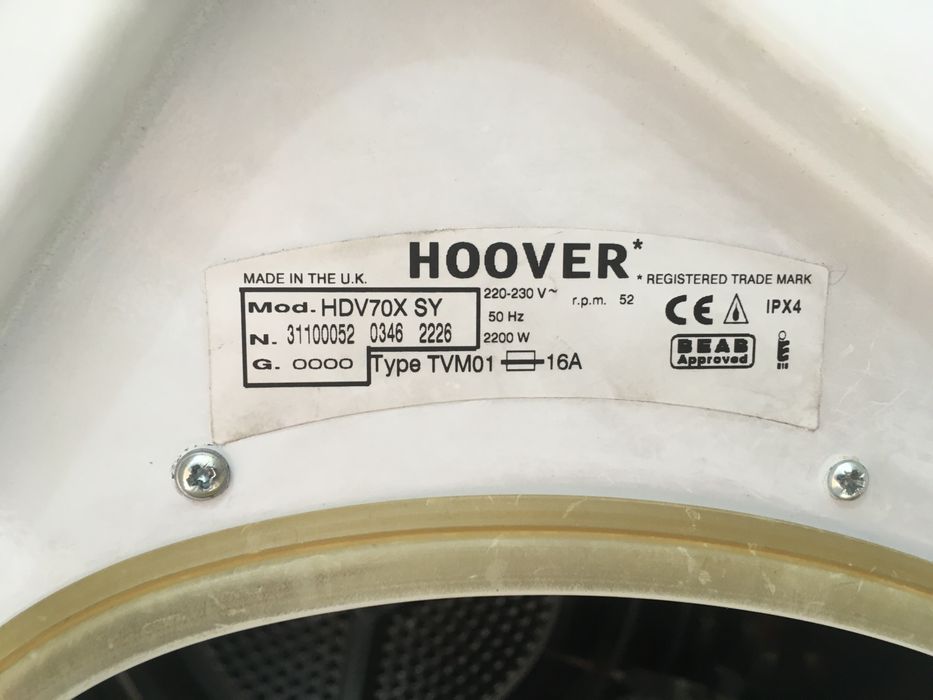 HOOVER*
MADE IN THE U.K.
* REGISTERED TRADE MARK
Mod. HDV70X SY
N. 31100052 0346 2226
G. 0000
220-230 V~ r.p.m. 52
50 Hz
2200 W
Type TVM01 16A
CE IPX4
BEAB
Approved